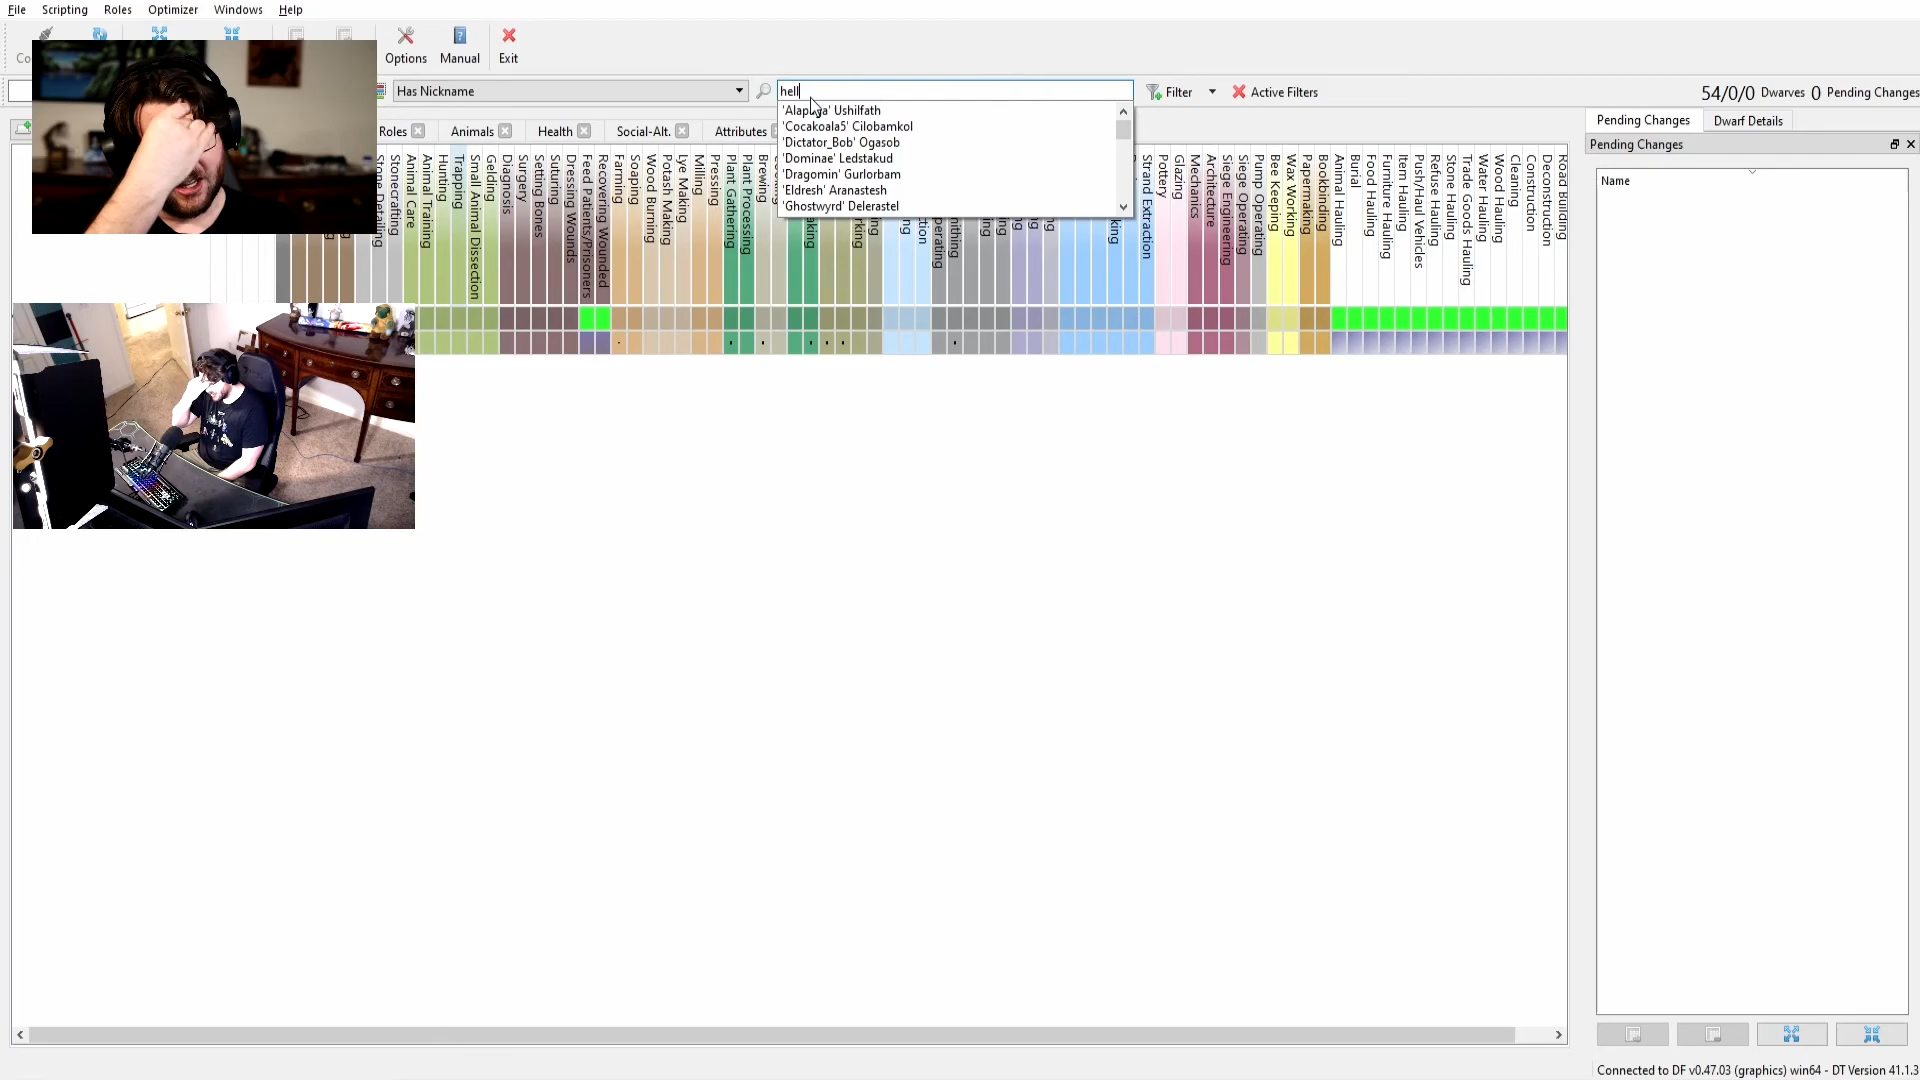 File Scripting Roles Optimizer Windows Help
Co Options Manual Exit
Has Nickname hell Filter Active Filters 54/0/0 Dwarves 0 Pending Changes
'Cocakoala5' Cilobamkol
'Dictator_Bob' Ogasob
'Dominae' Ledstakud
'Dragomin' Gurlorbam
'Eldresh' Aranastesh
'Ghostwyrd' Delerastel
Roles Animals Health Social-Alt. Attributes
Pending Changes Dwarf Details
Pending Changes
Name
Stone Detailing
Stonecrafting
Animal Care
Animal Training
Hunting
Trapping
Small Animal Dissection
Gelding
Diagnosis
Surgery
Setting Bones
Suturing
Dressing Wounds
Feed Patients/Prisoners
Recovering Wounded
Farming
Soaping
Wood Burning
Potash Making
Lye Making
Milling
Pressing
Plant Gathering
Plant Processing
Brewing
Strand Extraction
Pottery
Glazing
Mechanics
Architecture
Siege Engineering
Siege Operating
Pump Operating
Bee Keeping
Wax Working
Papermaking
Bookbinding
Animal Hauling
Burial
Food Hauling
Furniture Hauling
Item Hauling
Push/Haul Vehicles
Refuse Hauling
Stone Hauling
Trade Goods Hauling
Water Hauling
Wood Hauling
Cleaning
Construction
Deconstruction
Road Building
Connected to DF v0.47.03 (graphics) win64 - DT Version 41.1.3